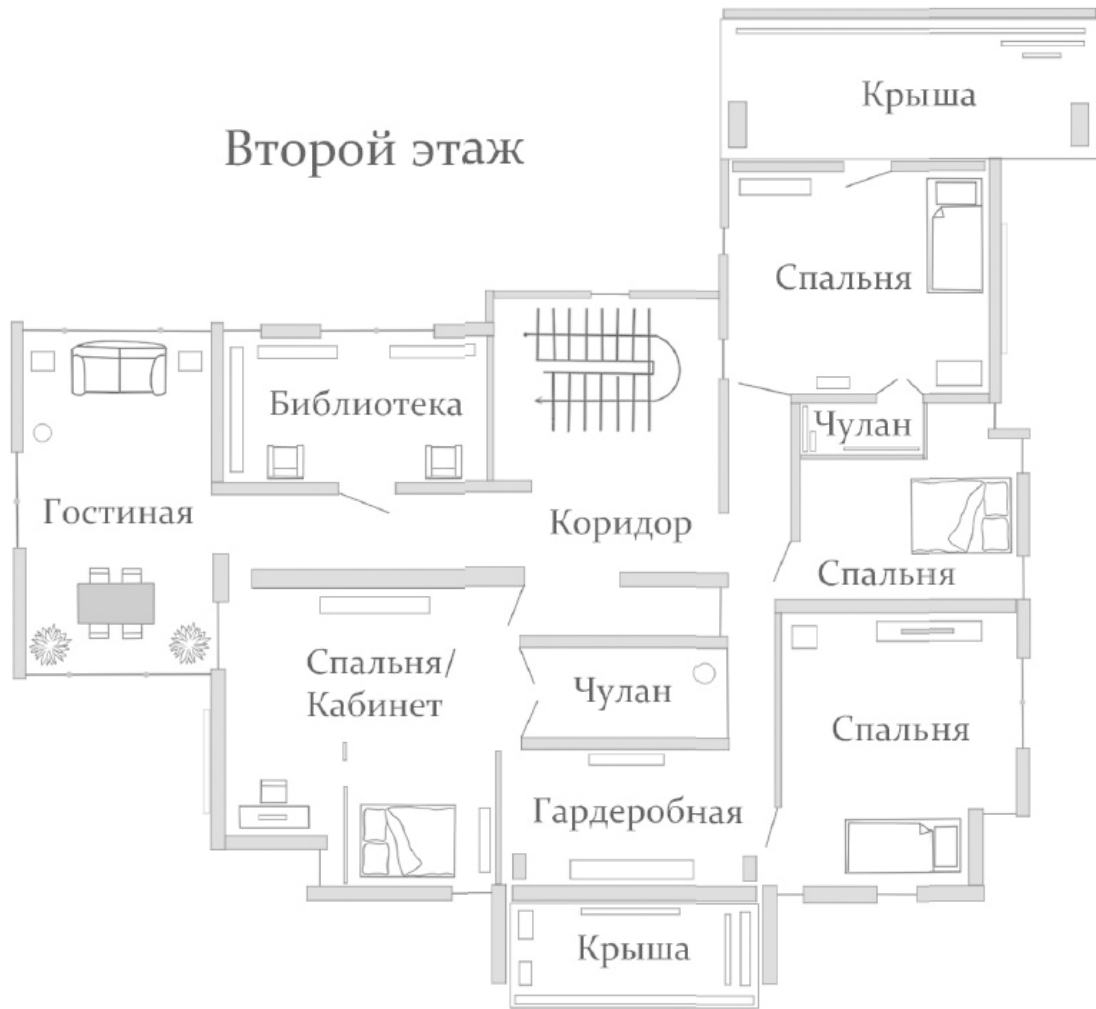 Крыша
Второй этаж
Спальня
Библиотека
Чулан
Гостиная
Коридор
Спальня
Спальня/
Кабинет
Чулан
Спальня
Гардеробная
Крыша